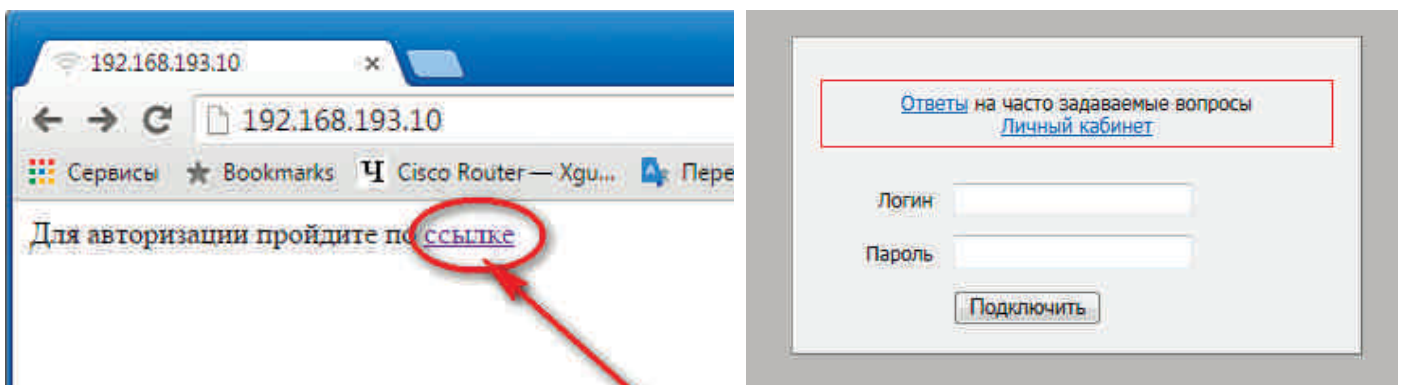 192.168.193.10
192.168.193.10
Сервисы Bookmarks Ч Cisco Router — Xgu... Пере
Для авторизации пройдите по ссылке
Ответы на часто задаваемые вопросы
Личный кабинет
Логин
Пароль
Подключить